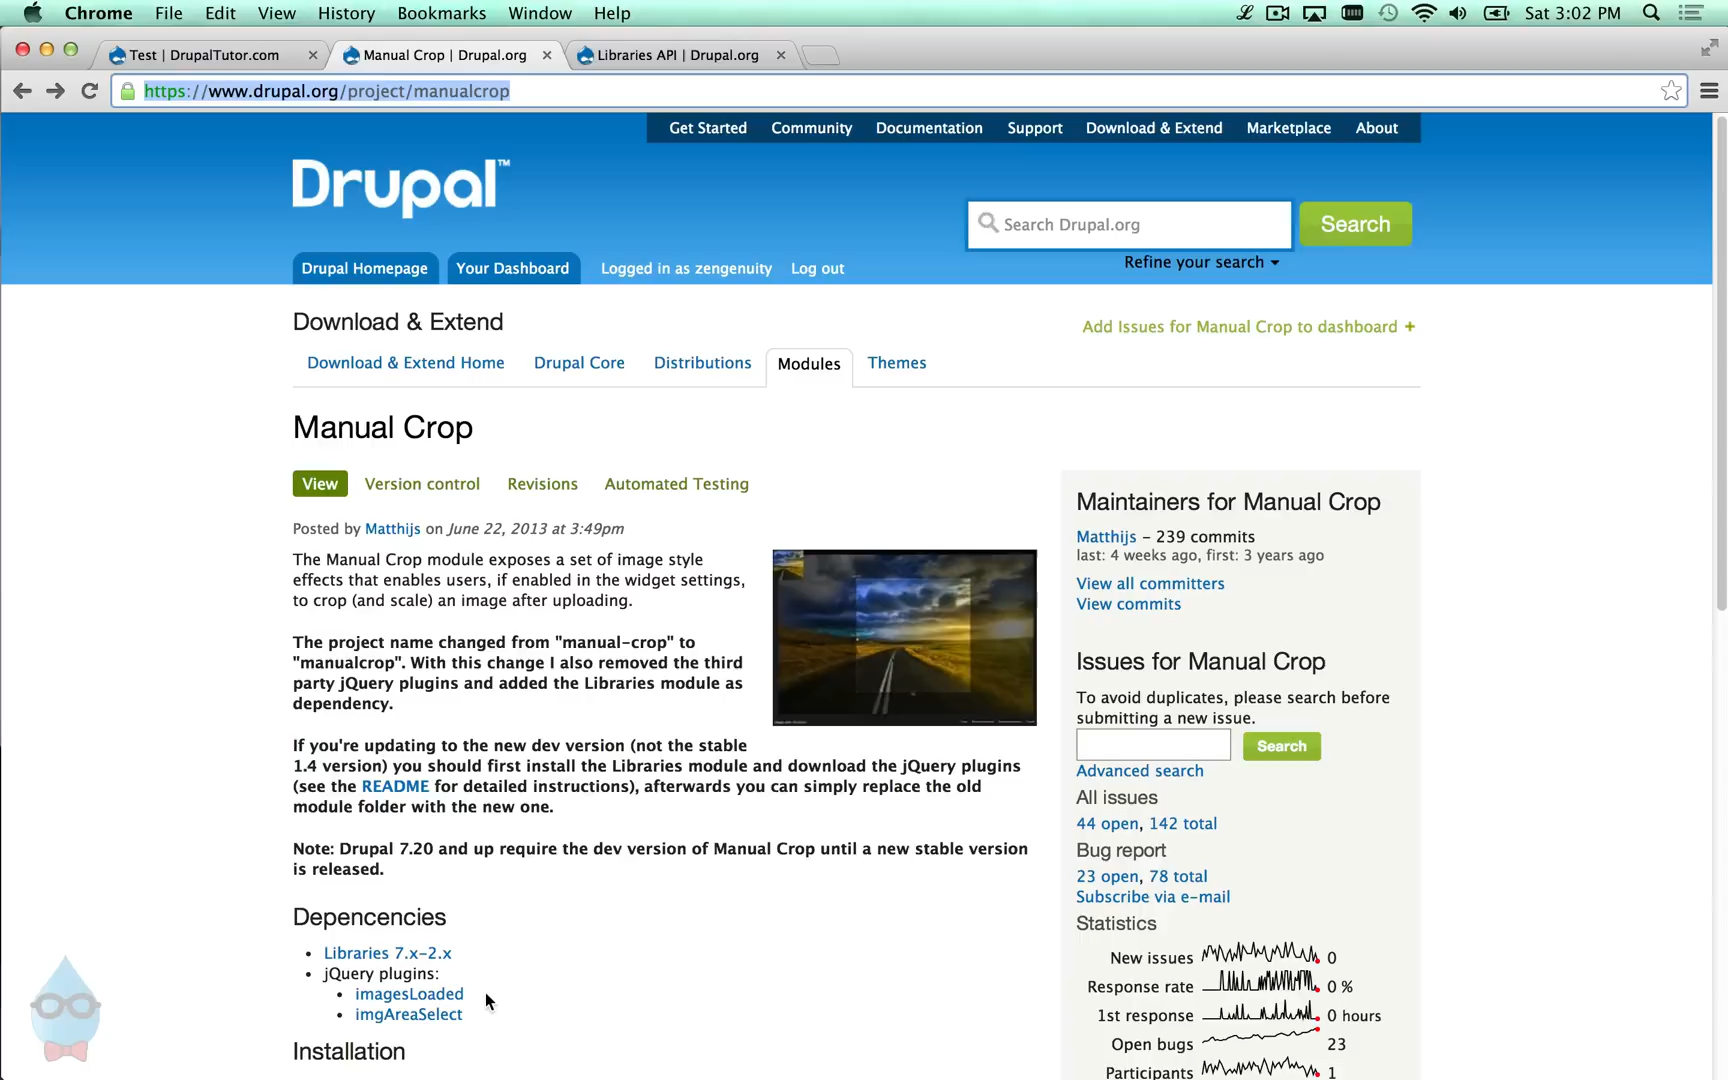 Chrome File Edit View History Bookmarks Window Help Sat 3:02 PM
Test | DrupalTutor.com Manual Crop | Drupal.org Libraries API | Drupal.org
https://www.drupal.org/project/manualcrop
Get Started Community Documentation Support Download & Extend Marketplace About
Drupal™
Search Drupal.org Search
Refine your search
Drupal Homepage Your Dashboard Logged in as zengenuity Log out
Download & Extend
Add Issues for Manual Crop to dashboard +
Download & Extend Home Drupal Core Distributions Modules Themes
Manual Crop
View Version control Revisions Automated Testing
Posted by Matthijs on June 22, 2013 at 3:49pm
The Manual Crop module exposes a set of image style
effects that enables users, if enabled in the widget settings,
to crop (and scale) an image after uploading.
The project name changed from "manual-crop" to
"manualcrop". With this change I also removed the third
party jQuery plugins and added the Libraries module as
dependency.
If you're updating to the new dev version (not the stable
1.4 version) you should first install the Libraries module and download the jQuery plugins
(see the README for detailed instructions), afterwards you can simply replace the old
module folder with the new one.
Note: Drupal 7.20 and up require the dev version of Manual Crop until a new stable version
is released.
Depencencies
Libraries 7.x-2.x
jQuery plugins:
imagesLoaded
imgAreaSelect
Installation
Maintainers for Manual Crop
Matthijs – 239 commits
last: 4 weeks ago, first: 3 years ago
View all committers
View commits
Issues for Manual Crop
To avoid duplicates, please search before
submitting a new issue.
Search
Advanced search
All issues
44 open, 142 total
Bug report
23 open, 78 total
Subscribe via e-mail
Statistics
New issues 0
Response rate 0 %
1st response 0 hours
Open bugs 23
Participants 1